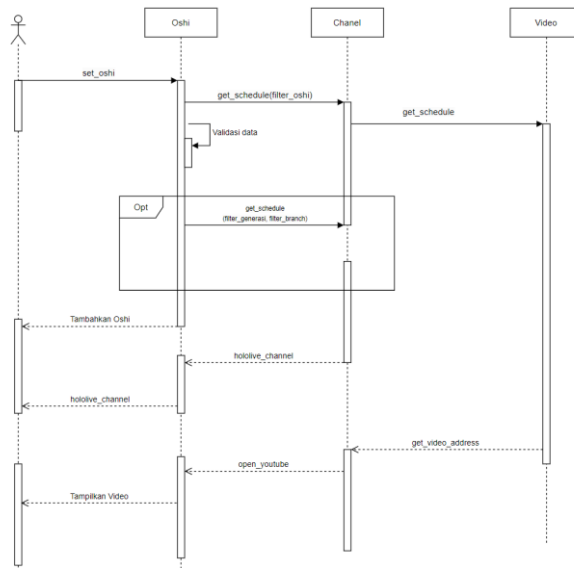 Oshi
Chanel
Video
set_oshi
get_schedule(filter_oshi)
get_schedule
Validasi data
Opt
get_schedule
(filter_generasi, filter_branch)
Tambahkan Oshi
hololive_channel
hololive_channel
get_video_address
open_youtube
Tampilkan Video